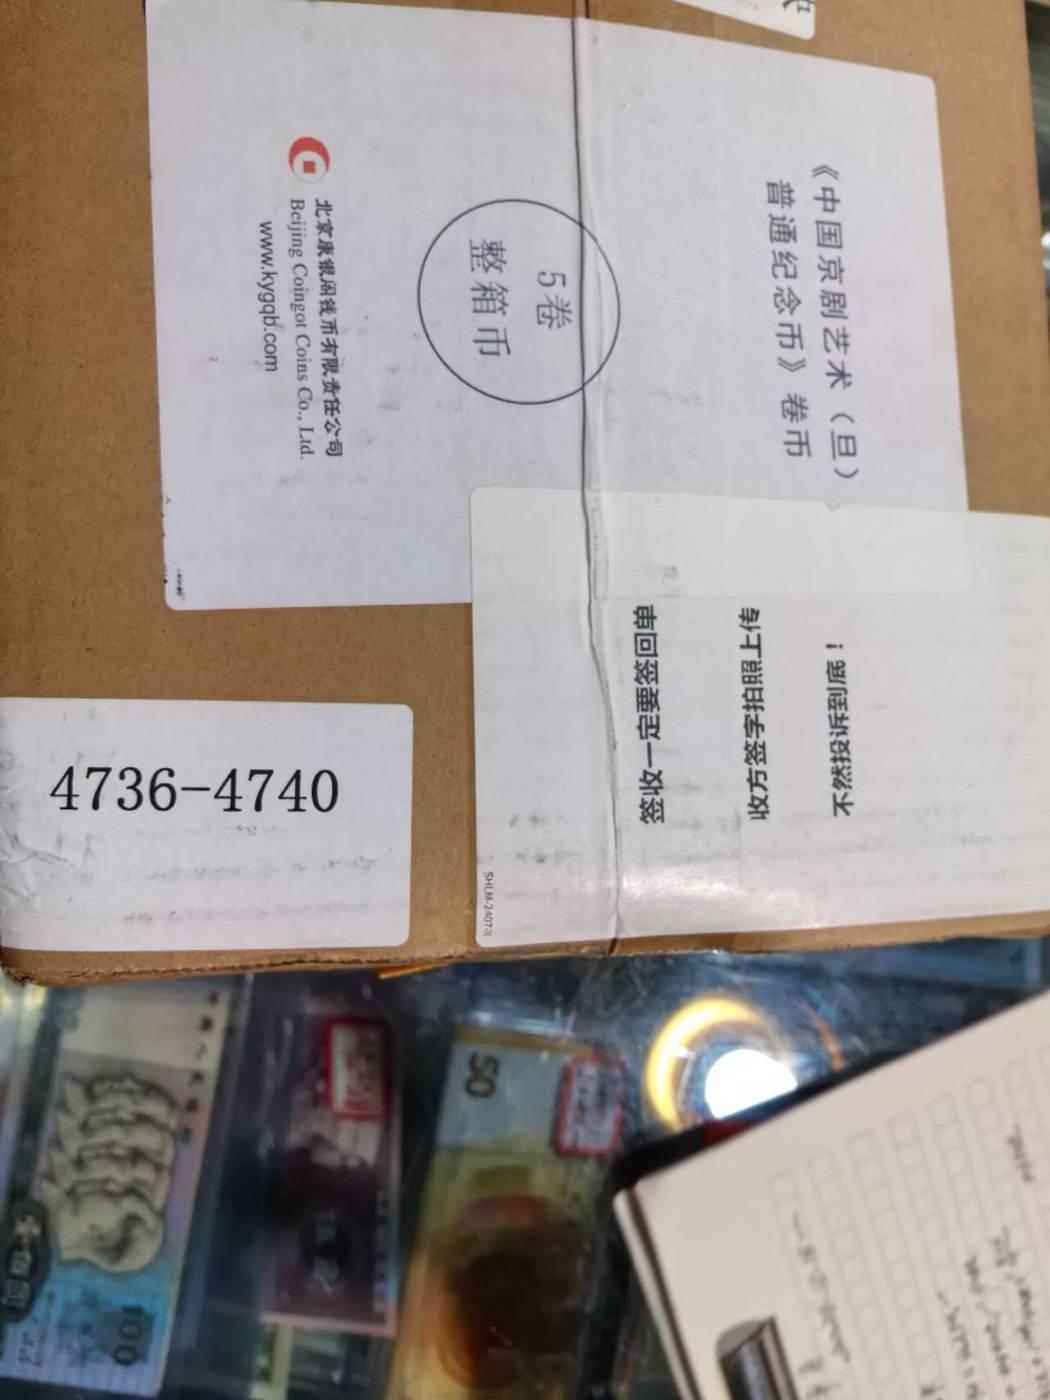 《中国京剧艺术（旦）
普通纪念币》卷币
5卷
整箱币
北京康银阁钱币有限责任公司
Beijing Coingot Coins Co., Ltd.
www.kygqb.com
不然投诉到底！
收方签字拍照上传
签收一定要签回单
SHLM-2407-X
4736-4740
100
50